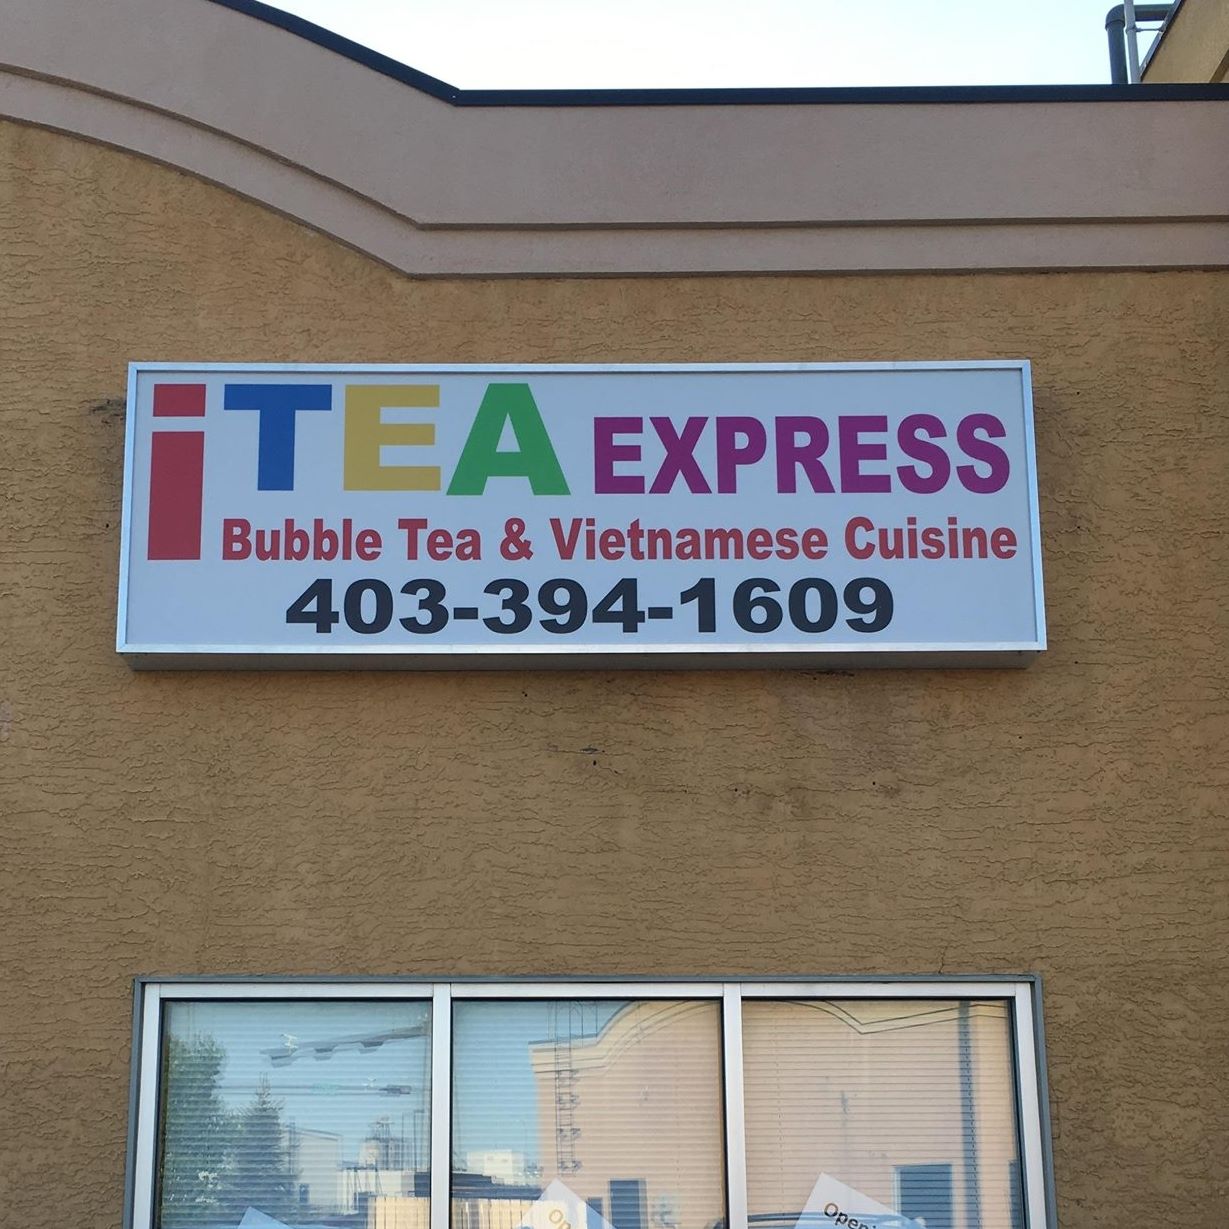 iTEA EXPRESS
Bubble Tea & Vietnamese Cuisine
403-394-1609